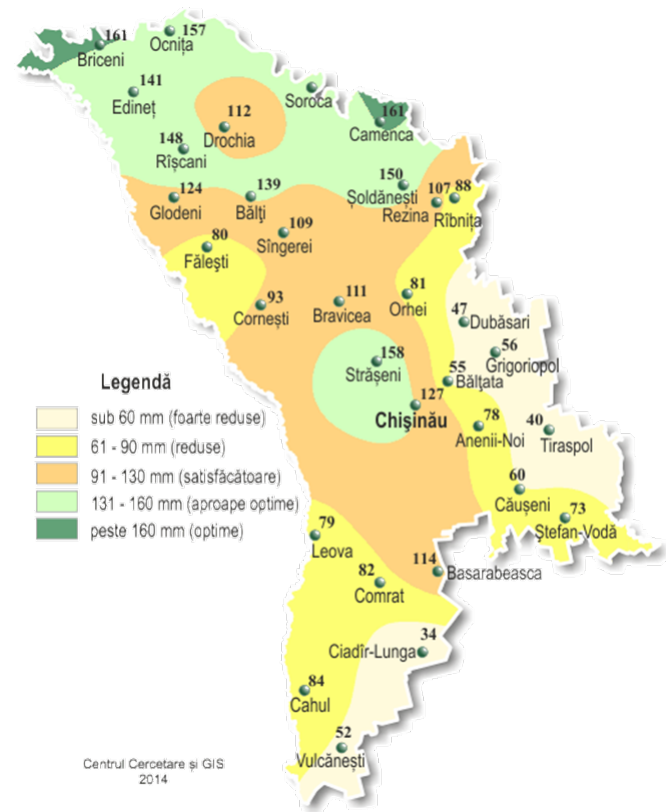 161
Briceni
157
Ocnița
141
Edineț
Soroca
112
Drochia
161
Camenca
148
Rîșcani
150
Șoldănești
107
Rezina
88
Rîbnița
124
Glodeni
139
Bălţi
109
Sîngerei
80
Făleşti
93
Cornești
111
Bravicea
81
Orhei
47
Dubăsari
56
Grigoriopol
158
Strășeni
55
Bălţata
127
Chişinău
78
Anenii-Noi
40
Tiraspol
60
Căușeni
73
Ștefan-Vodă
79
Leova
82
Comrat
114
Basarabeasca
34
Ciadîr-Lunga
84
Cahul
52
Vulcănești
Legendă
sub 60 mm (foarte reduse)
61 - 90 mm (reduse)
91 - 130 mm (satisfăcătoare)
131 - 160 mm (aproape optime)
peste 160 mm (optime)
Centrul Cercetare și GIS
2014